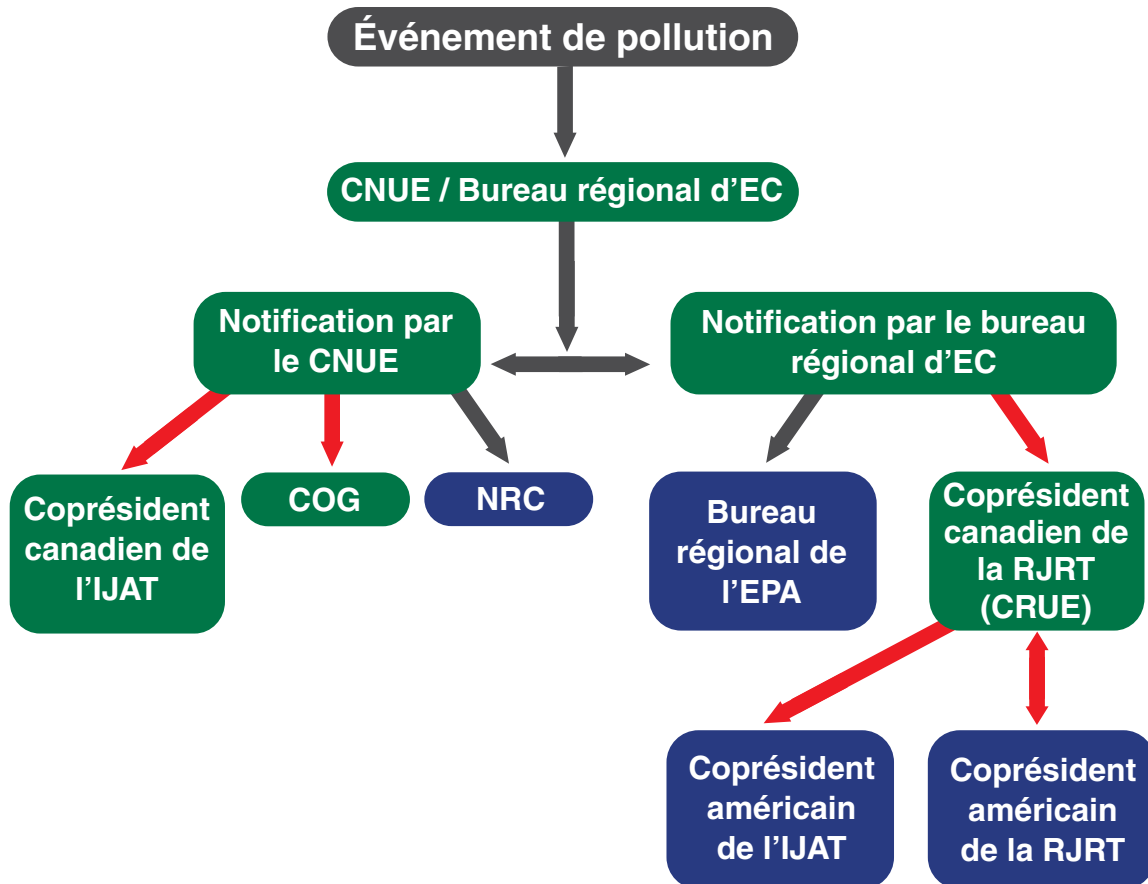 Événement de pollution
CNUE / Bureau régional d’EC
Notification par
le CNUE
Notification par le bureau
régional d’EC
Coprésident
canadien de
l’IJAT
COG
NRC
Bureau
régional de
l’EPA
Coprésident
canadien de
la RJRT
(CRUE)
Coprésident
américain
de l’IJAT
Coprésident
américain
de la RJRT